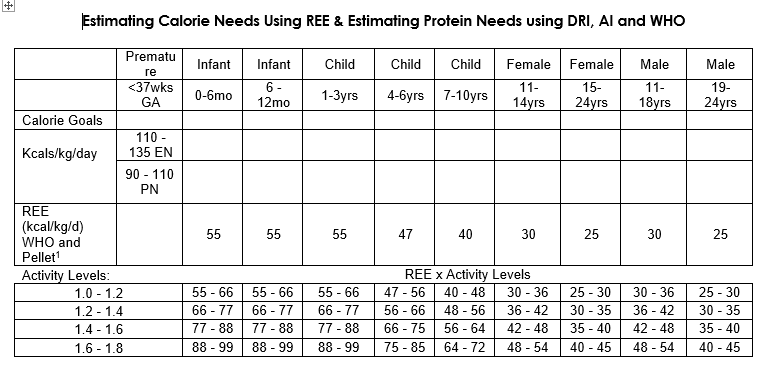 Estimating Calorie Needs Using REE & Estimating Protein Needs using DRI, AI and WHO
Prematu
re Infant Infant Child Child Child Female Female Male Male
<37wks
GA 0-6mo 6 -
12mo 1-3yrs 4-6yrs 7-10yrs 11-
14yrs 15-
24yrs 11-
18yrs 19-
24yrs
Calorie Goals
Kcals/kg/day 110 -
135 EN
90 - 110
PN
REE
(kcal/kg/d)
WHO and
Pellet¹ 55 55 55 47 40 30 25 30 25
Activity Levels: REE x Activity Levels
1.0 - 1.2 55 - 66 55 - 66 55 - 66 47 - 56 40 - 48 30 - 36 25 - 30 30 - 36 25 - 30
1.2 - 1.4 66 - 77 66 - 77 66 - 77 56 - 66 48 - 56 36 - 42 30 - 35 36 - 42 30 - 35
1.4 - 1.6 77 - 88 77 - 88 77 - 88 66 - 75 56 - 64 42 - 48 35 - 40 42 - 48 35 - 40
1.6 - 1.8 88 - 99 88 - 99 88 - 99 75 - 85 64 - 72 48 - 54 40 - 45 48 - 54 40 - 45